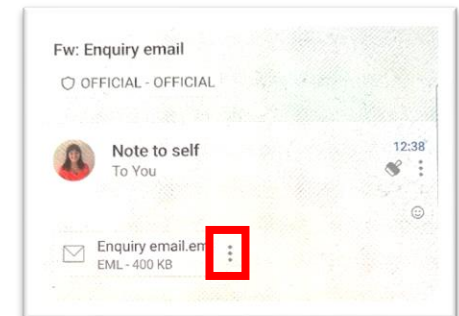 Fw: Enquiry email
OFFICIAL - OFFICIAL
Note to self
12:38
To You
Enquiry email.em
EML - 400 KB